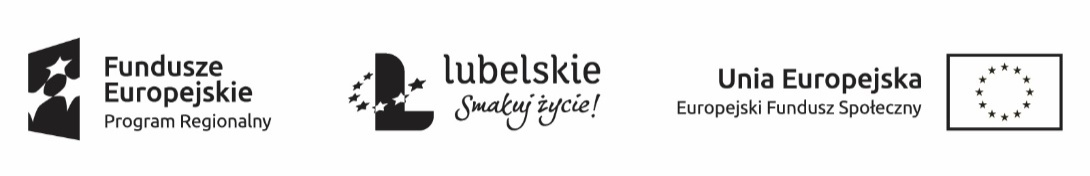 Fundusze
Europejskie
Program Regionalny
lubelskie
Smakuj życie!
Unia Europejska
Europejski Fundusz Społeczny